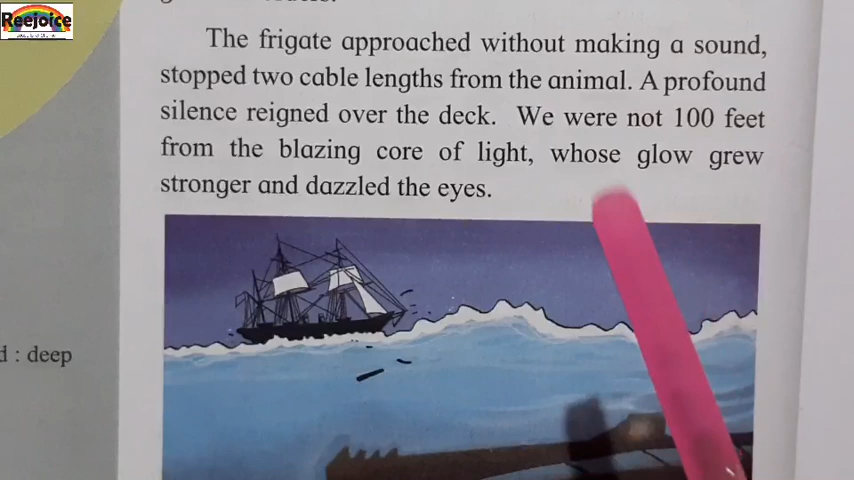 Reejoice
The frigate approached without making a sound,
stopped two cable lengths from the animal. A profound
silence reigned over the deck. We were not 100 feet
from the blazing core of light, whose glow grew
stronger and dazzled the eyes.
d : deep